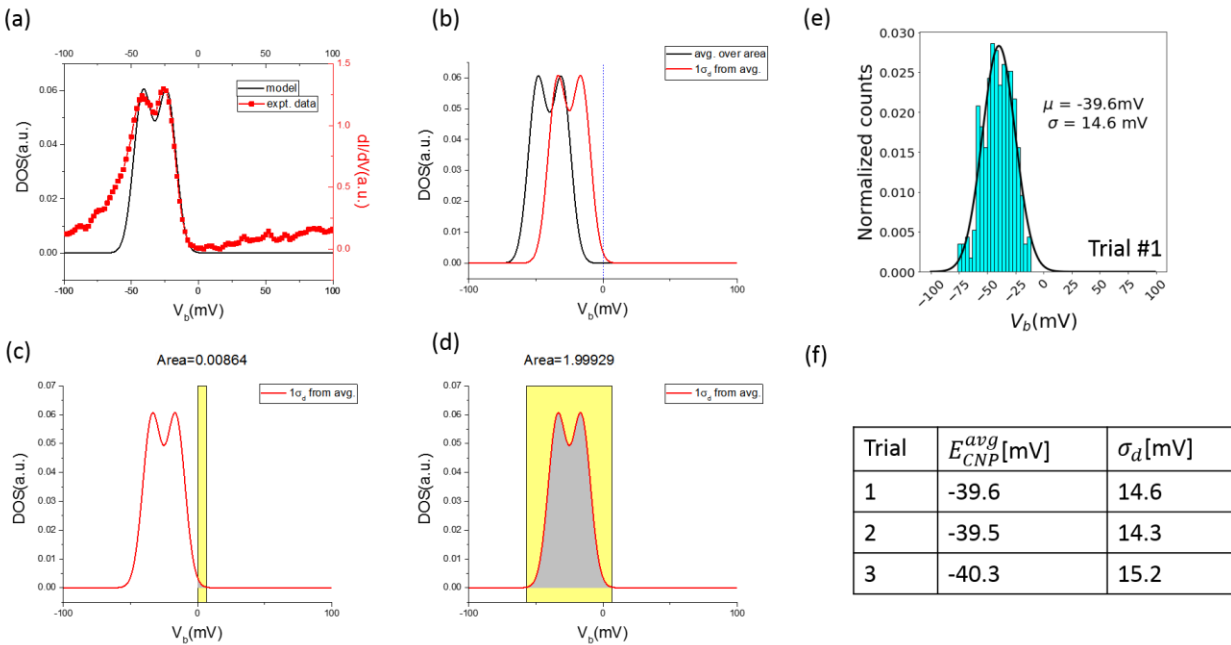 (a)
-100 -50 0 50 100
model
expt. data
0.06
0.04
0.02
0.00
DOS(a.u.)
1.5
1.0
0.5
0.0
dI/dV(a.u.)
-100 -50 0 50 100
V_b(mV)
(b)
avg. over area
1σ_d from avg.
0.06
0.05
0.04
0.03
0.02
0.01
0.00
DOS(a.u.)
-100 0 100
V_b(mV)
(e)
0.030
0.025
0.020
0.015
0.010
0.005
0.000
Normalized counts
μ = -39.6mV
σ = 14.6 mV
Trial #1
-100 -75 -50 -25 0 25 50 75 100
V_b(mV)
(c)
Area=0.00864
1σ_d from avg.
0.07
0.06
0.05
0.04
0.03
0.02
0.01
0.00
DOS(a.u.)
-100 0 100
V_b(mV)
(d)
Area=1.99929
1σ_d from avg.
0.07
0.06
0.05
0.04
0.03
0.02
0.01
0.00
DOS(a.u.)
-100 0 100
V_b(mV)
(f)
Trial E_CNP^avg[mV] σ_d[mV]
1 -39.6 14.6
2 -39.5 14.3
3 -40.3 15.2